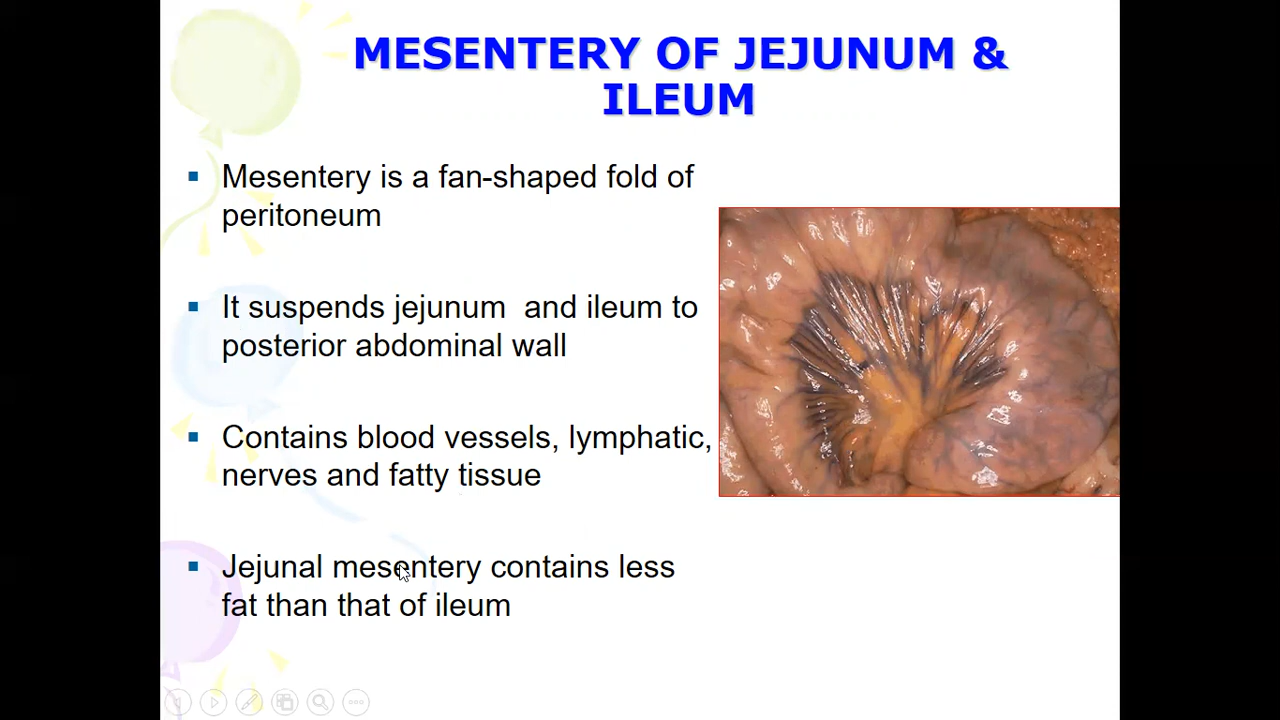 MESENTERY OF JEJUNUM &
ILEUM
▪ Mesentery is a fan-shaped fold of
peritoneum
▪ It suspends jejunum  and ileum to
posterior abdominal wall
▪ Contains blood vessels, lymphatic,
nerves and fatty tissue
▪ Jejunal mesentery contains less
fat than that of ileum